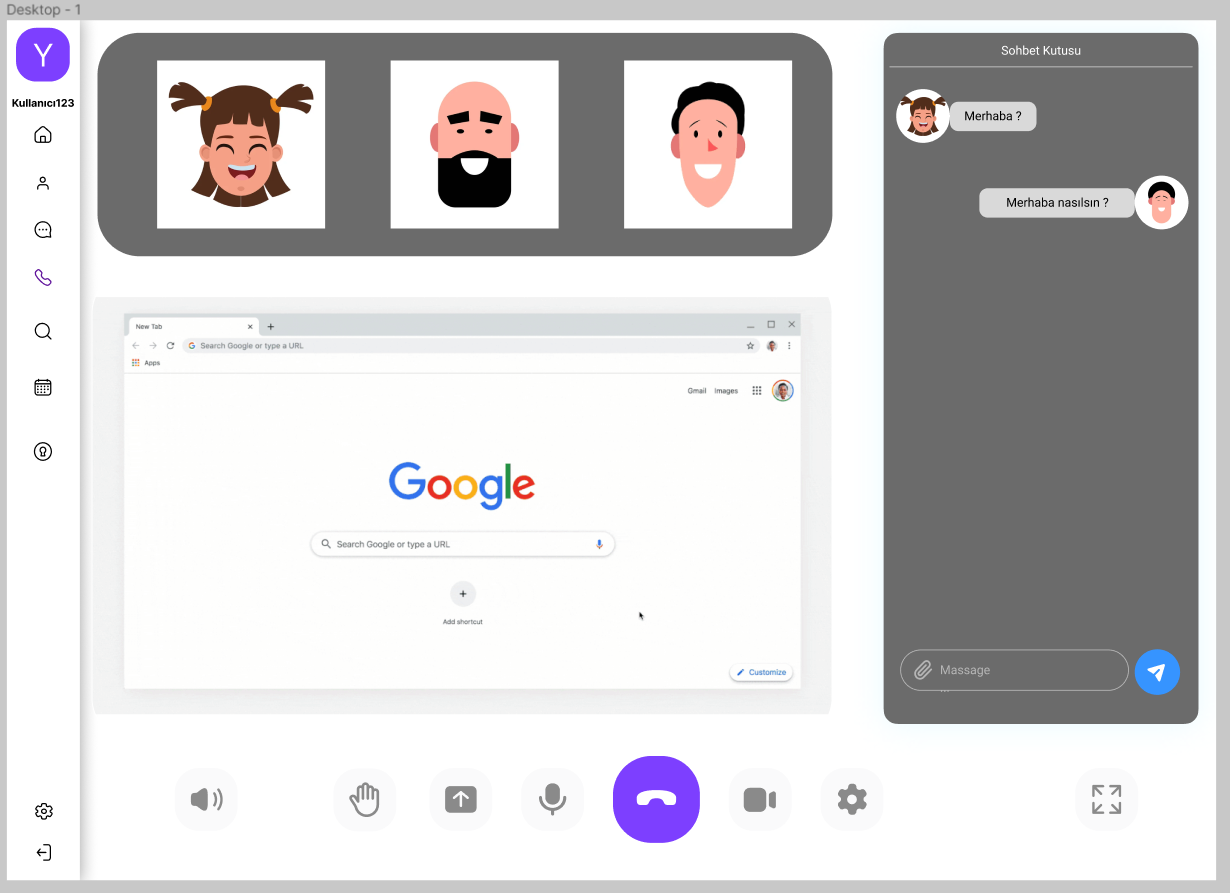 Desktop - 1
Y
Kullanıcı123
Sohbet Kutusu
Merhaba ?
Merhaba nasılsın ?
New Tab
G Search Google or type a URL
Apps
Gmail Images
Google
Search Google or type a URL
Add shortcut
Customize
Massage
...